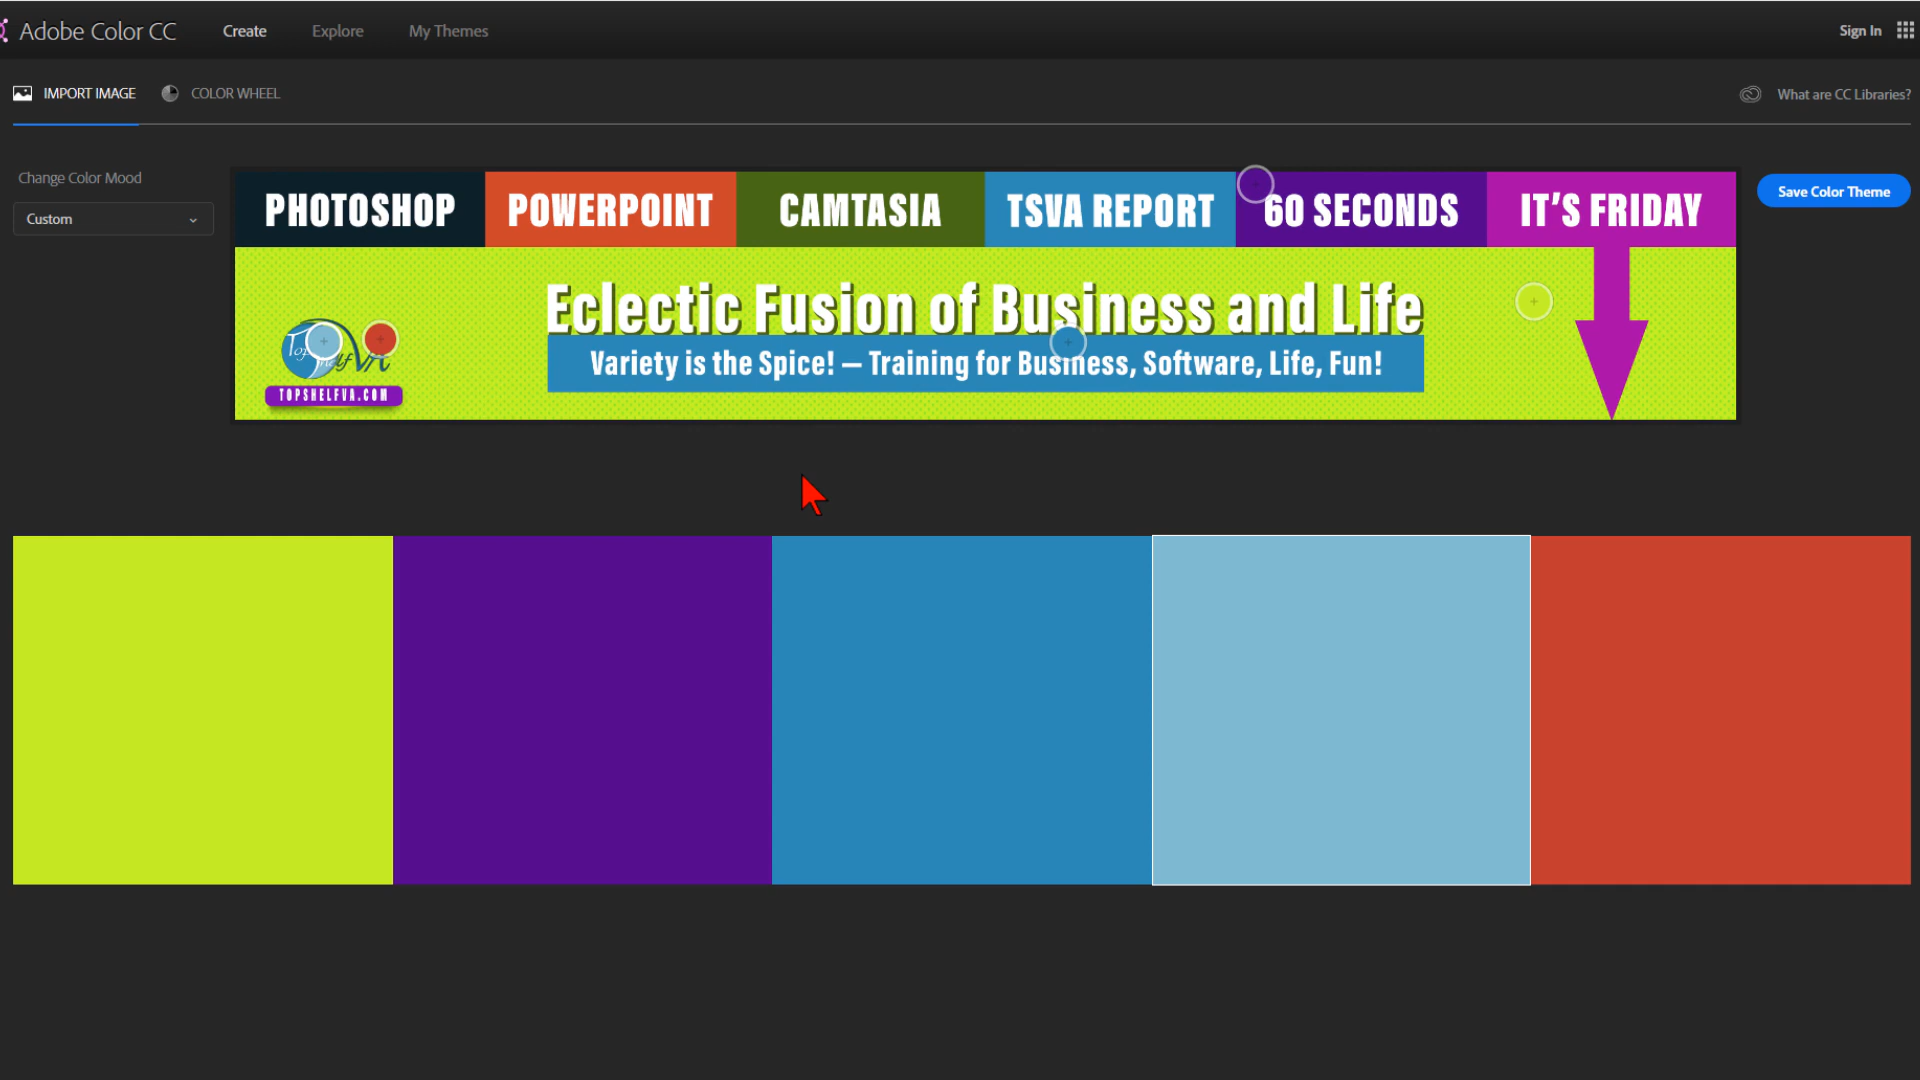 Adobe Color CC
Create
Explore
My Themes
Sign In
IMPORT IMAGE
COLOR WHEEL
What are CC Libraries?
Change Color Mood
Custom
PHOTOSHOP
POWERPOINT
CAMTASIA
TSVA REPORT
60 SECONDS
IT'S FRIDAY
Save Color Theme
Eclectic Fusion of Business and Life
Variety is the Spice! – Training for Business, Software, Life, Fun!
TOPSHELFVA.COM